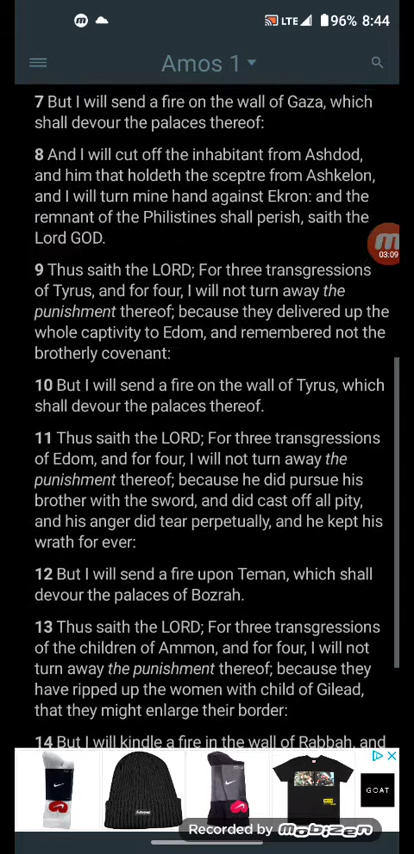 LTE 96% 8:44
Amos 1
7 But I will send a fire on the wall of Gaza, which
shall devour the palaces thereof:
8 And I will cut off the inhabitant from Ashdod,
and him that holdeth the sceptre from Ashkelon,
and I will turn mine hand against Ekron: and the
remnant of the Philistines shall perish, saith the
Lord GOD.
03:09
9 Thus saith the LORD; For three transgressions
of Tyrus, and for four, I will not turn away the
punishment thereof; because they delivered up the
whole captivity to Edom, and remembered not the
brotherly covenant:
10 But I will send a fire on the wall of Tyrus, which
shall devour the palaces thereof.
11 Thus saith the LORD; For three transgressions
of Edom, and for four, I will not turn away the
punishment thereof; because he did pursue his
brother with the sword, and did cast off all pity,
and his anger did tear perpetually, and he kept his
wrath for ever:
12 But I will send a fire upon Teman, which shall
devour the palaces of Bozrah.
13 Thus saith the LORD; For three transgressions
of the children of Ammon, and for four, I will not
turn away the punishment thereof; because they
have ripped up the women with child of Gilead,
that they might enlarge their border:
14 But I will kindle a fire in the wall of Rabbah, and
GOAT
Recorded by mobizen